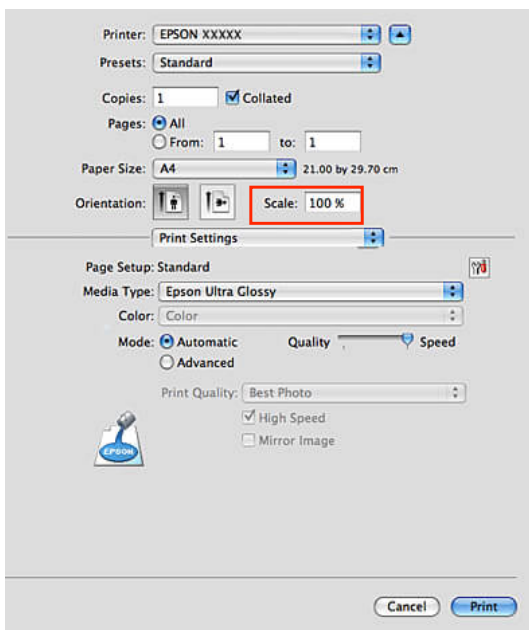 Printer: EPSON XXXXX
Presets: Standard
Copies: 1 Collated
Pages: All
From: 1 to: 1
Paper Size: A4 21.00 by 29.70 cm
Orientation: Scale: 100 %
Print Settings
Page Setup: Standard
Media Type: Epson Ultra Glossy
Color: Color
Mode: Automatic Quality Speed
Advanced
Print Quality: Best Photo
High Speed
Mirror Image
EPSON
Cancel Print